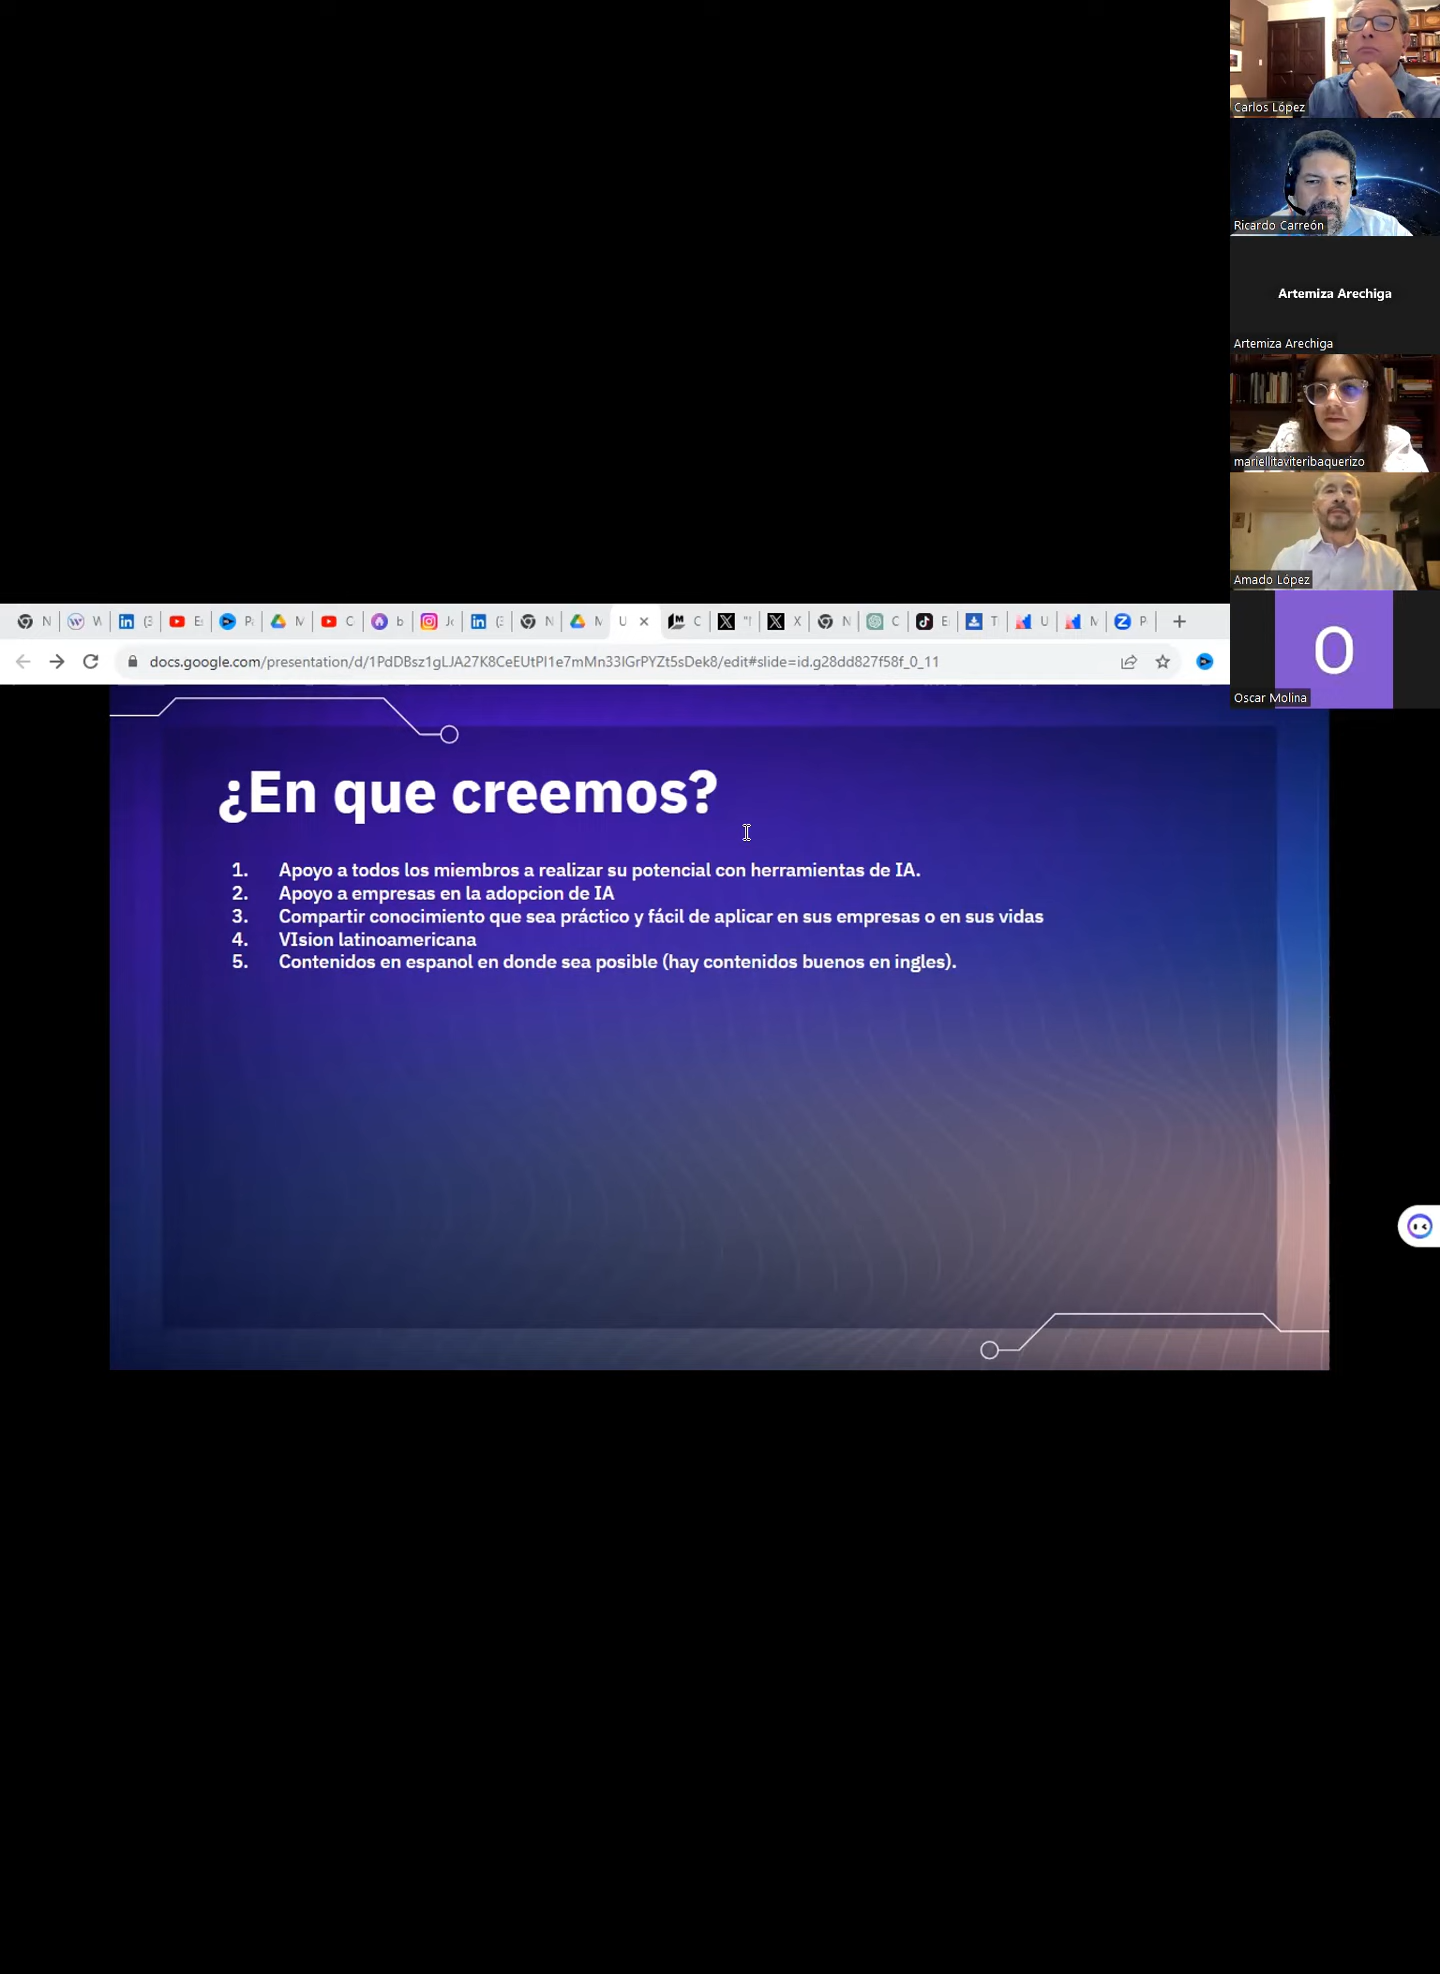 Carlos López
Ricardo Carreón
Artemiza Arechiga
Artemiza Arechiga
mariellitaviteribaquerizo
Amado López
O
Oscar Molina
docs.google.com/presentation/d/1PdDBsz1gLJA27K8CeEUtPI1e7mMn33IGrPYZt5sDek8/edit#slide=id.g28dd827f58f_0_11
¿En que creemos?
1. Apoyo a todos los miembros a realizar su potencial con herramientas de IA.
2. Apoyo a empresas en la adopcion de IA
3. Compartir conocimiento que sea práctico y fácil de aplicar en sus empresas o en sus vidas
4. VIsion latinoamericana
5. Contenidos en espanol en donde sea posible (hay contenidos buenos en ingles).